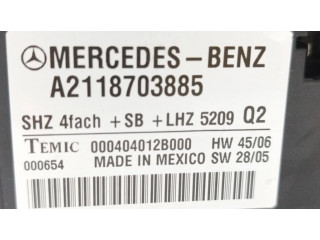 MERCEDES-BENZ
A2118703885
SHZ 4fach + SB + LHZ 5209 Q2
TEMIC 000404012B000 HW 45/06
000654 MADE IN MEXICO SW 28/05